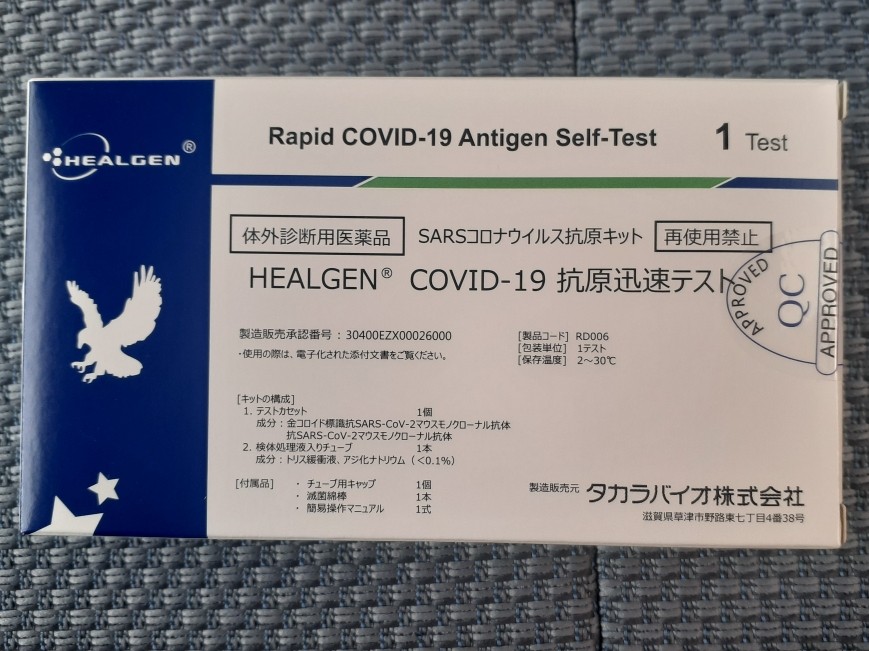 HEALGEN®
Rapid COVID-19 Antigen Self-Test 1 Test
体外診断用医薬品 SARSコロナウイルス抗原キット 再使用禁止
HEALGEN® COVID-19 抗原迅速テスト
APPROVED QC APPROVED
製造販売承認番号：30400EZX00026000
・使用の際は、電子化された添付文書をご覧ください。
[製品コード] RD006
[包装単位] 1テスト
[保存温度] 2～30℃
[キットの構成]
1. テストカセット 1個
成分：金コロイド標識抗SARS-CoV-2マウスモノクローナル抗体
抗SARS-CoV-2マウスモノクローナル抗体
2. 検体処理液入りチューブ 1本
成分：トリス緩衝液、アジ化ナトリウム（＜0.1%）
[付属品] ・ チューブ用キャップ 1個
・ 滅菌綿棒 1本
・ 簡易操作マニュアル 1式
製造販売元 タカラバイオ株式会社
滋賀県草津市野路東七丁目4番38号